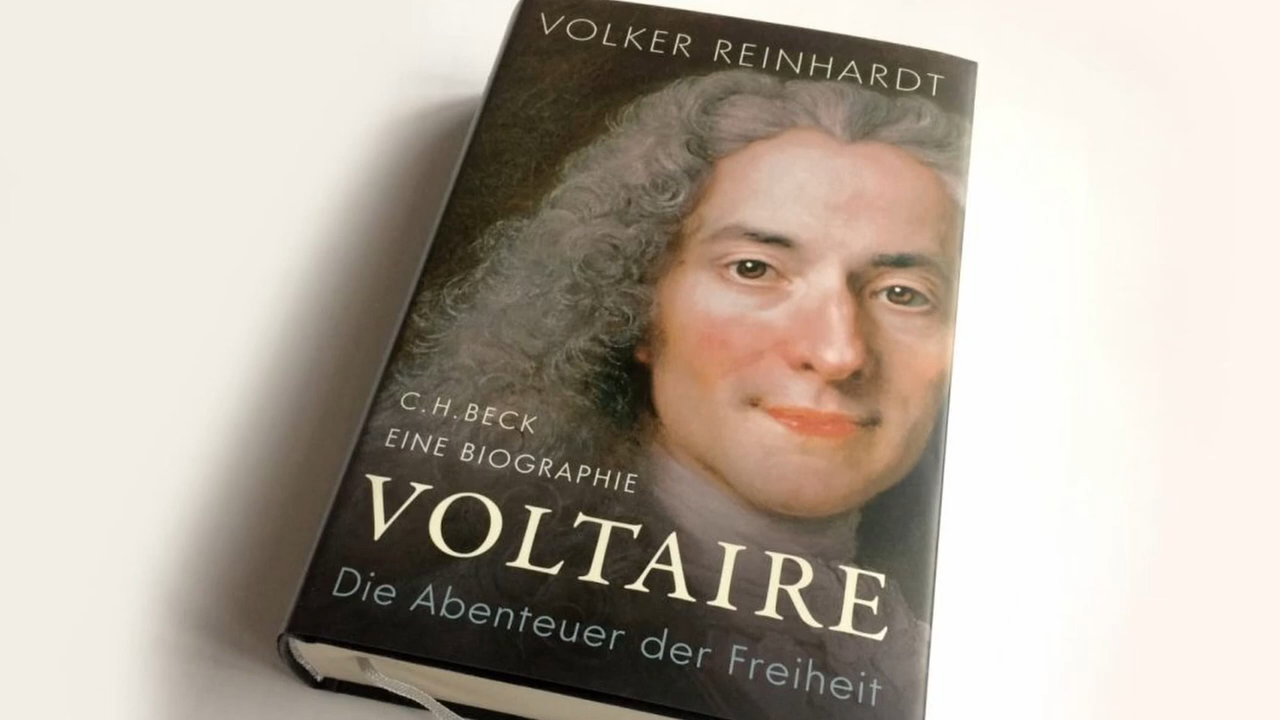 VOLKER REINHARDT
C.H.BECK
EINE BIOGRAPHIE
VOLTAIRE
Die Abenteuer der Freiheit